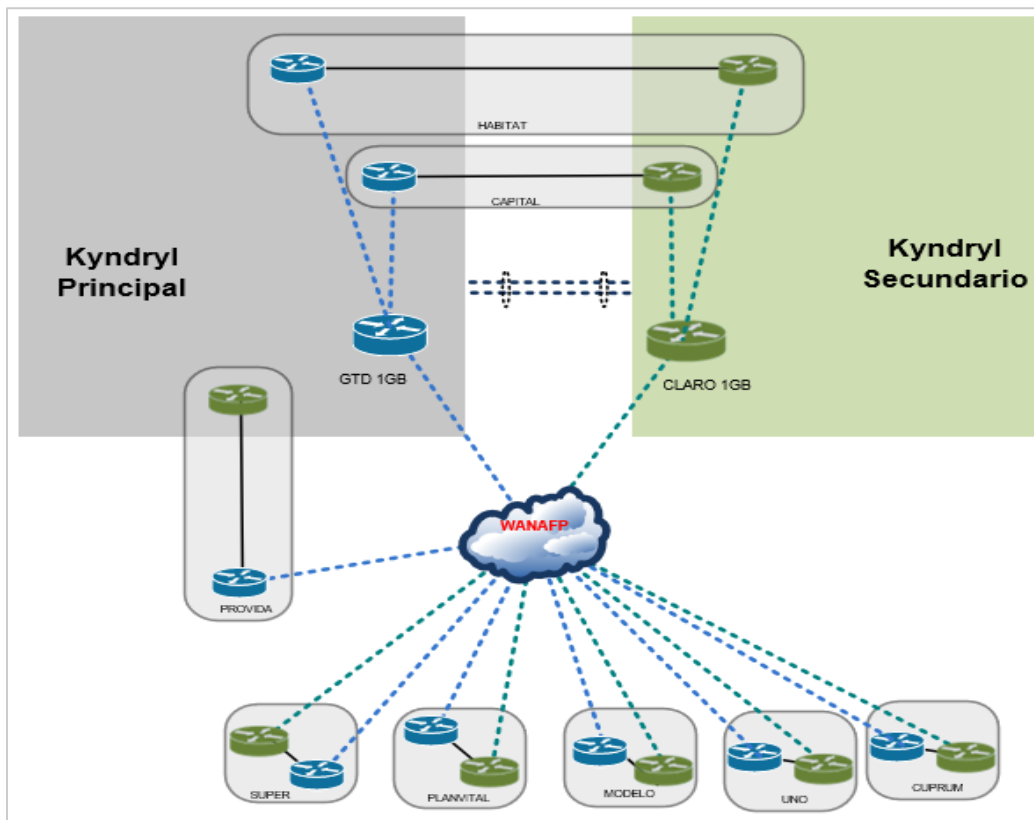 HABITAT
CAPITAL
Kyndryl
Principal
Kyndryl
Secundario
GTD 1GB
CLARO 1GB
WANAFP
PROVIDA
SUPER
PLANVITAL
MODELO
UNO
CUPRUM